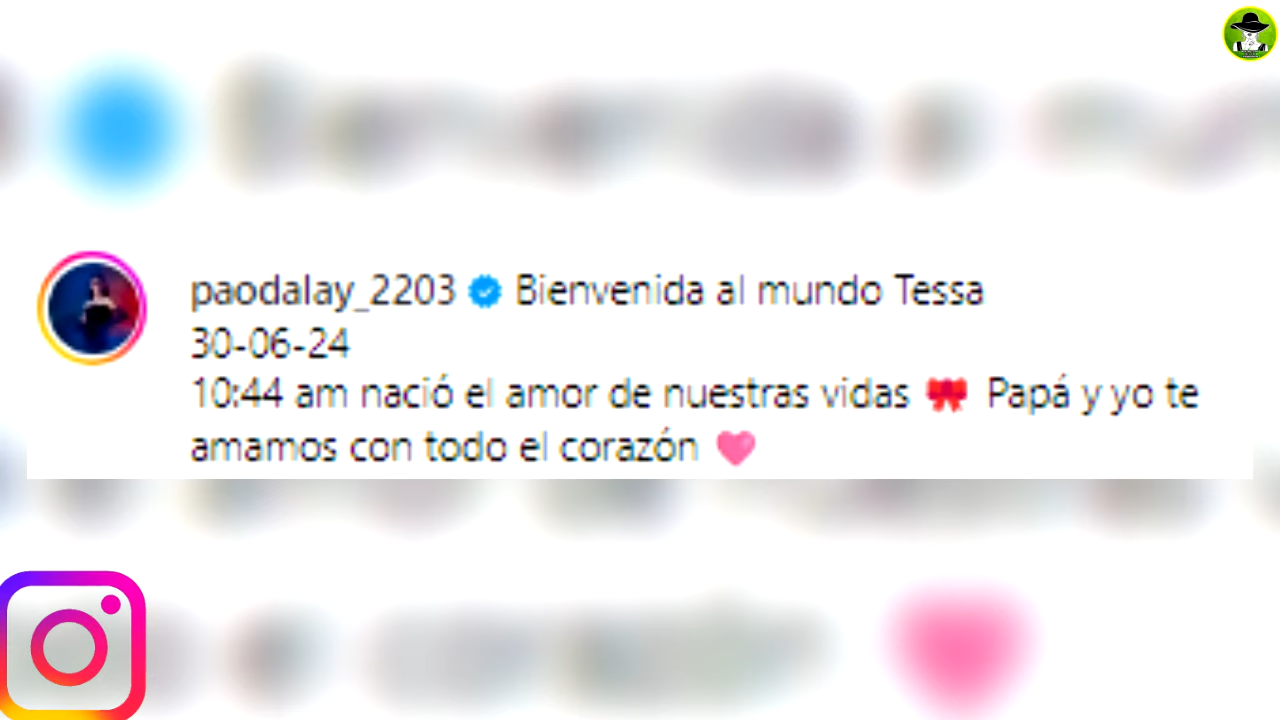 paodalay_2203 Bienvenida al mundo Tessa
30-06-24
10:44 am nació el amor de nuestras vidas 🎀 Papá y yo te
amamos con todo el corazón 🩷